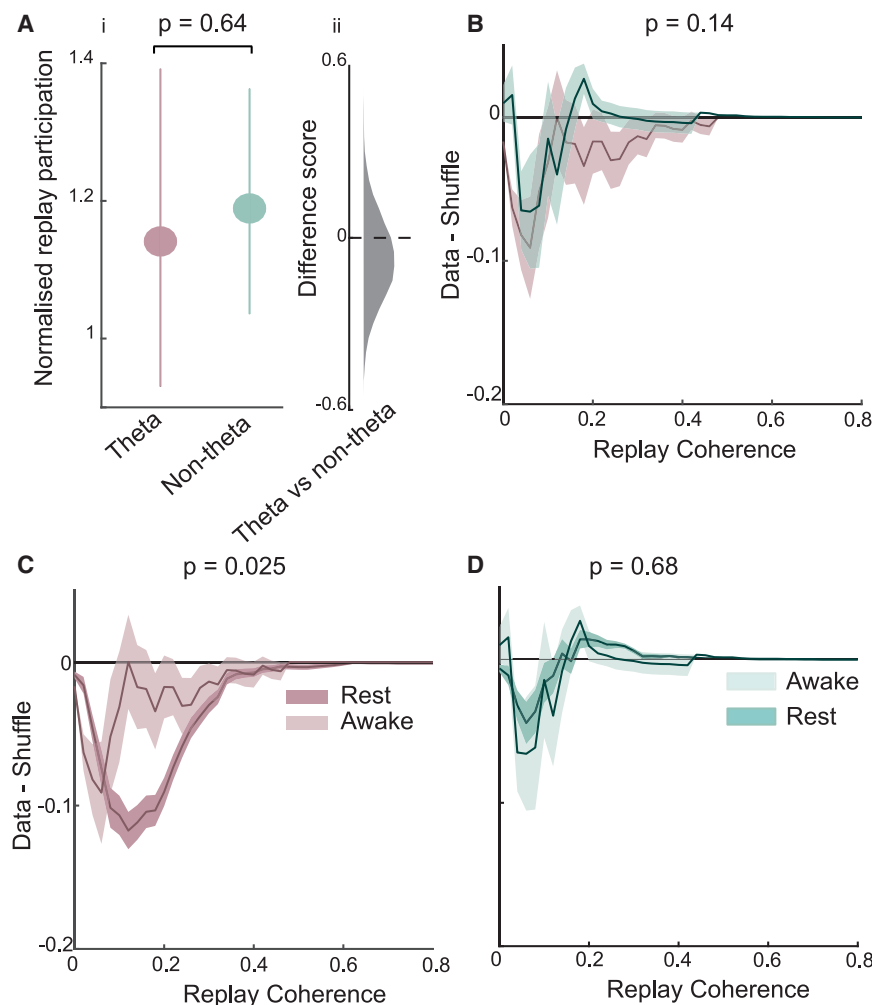 A
i
p = 0.64
ii
Normalised replay participation
1.4
1.2
1
Theta
Non-theta
Difference score
0.6
0
-0.6
Theta vs non-theta
B
p = 0.14
Data - Shuffle
0
-0.1
-0.2
0
0.2
0.4
0.6
0.8
Replay Coherence
C
p = 0.025
Data - Shuffle
0
-0.1
-0.2
Rest
Awake
0
0.2
0.4
0.6
0.8
Replay Coherence
D
p = 0.68
Awake
Rest
0
0.2
0.4
0.6
0.8
Replay Coherence